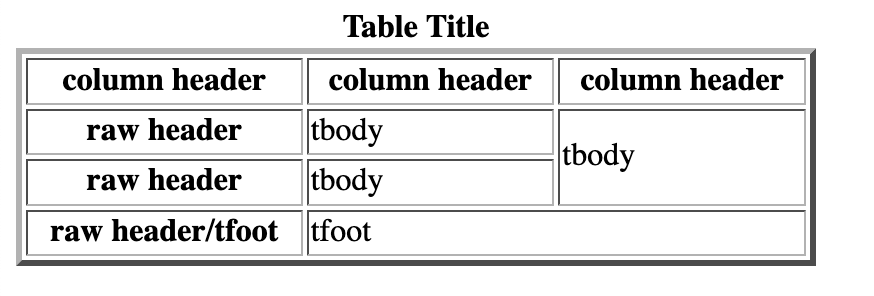 Table Title
column header column header column header
raw header tbody
tbody
raw header tbody
raw header/tfoot tfoot